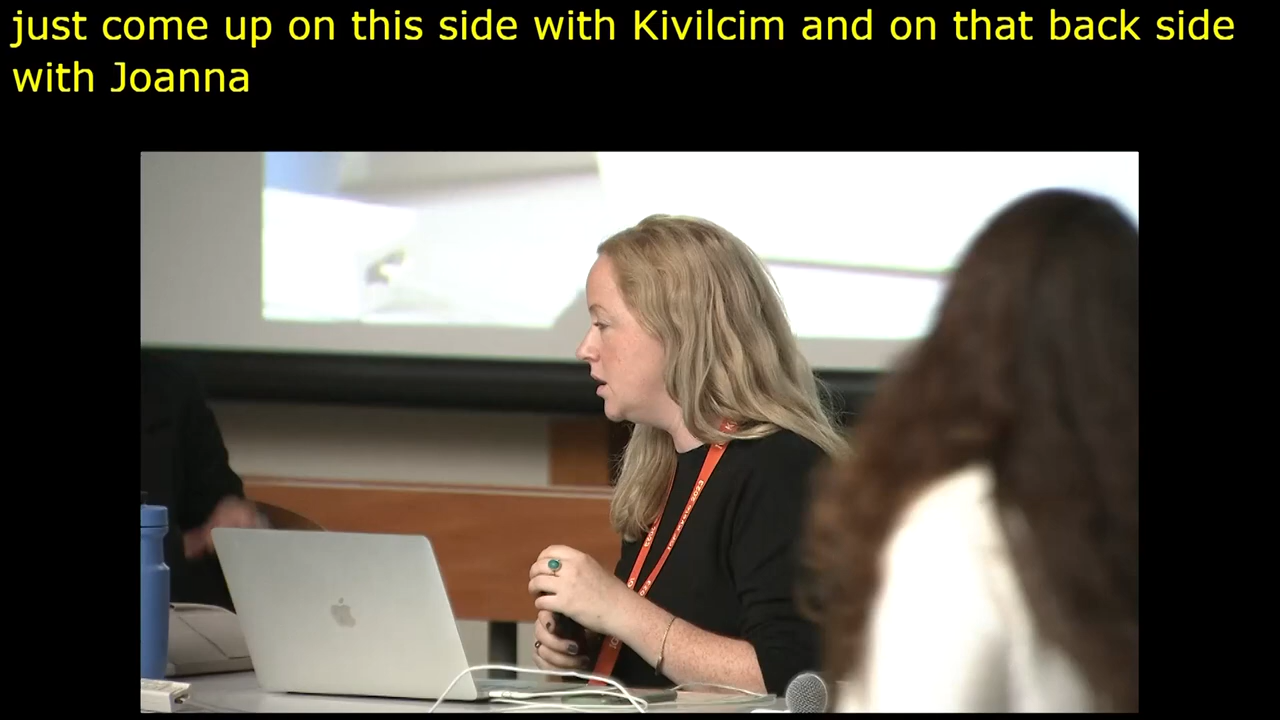 just come up on this side with Kivilcim and on that back side
with Joanna